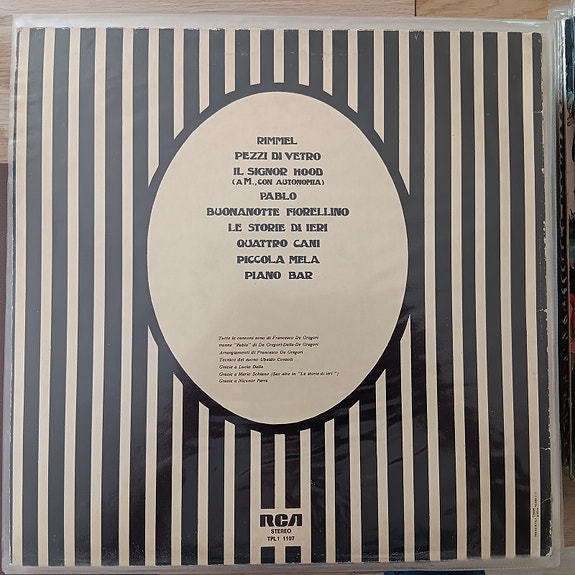 RIMMEL
PEZZI DI VETRO
IL SIGNOR HOOD
(A M., CON AUTONOMIA)
PABLO
BUONANOTTE FIORELLINO
LE STORIE DI IERI
QUATTRO CANI
PICCOLA MELA
PIANO BAR
Tutte le canzoni sono di Francesco De Gregori
tranne "Pablo" di De Gregori-Dalla-De Gregori
Arrangiamenti di Francesco De Gregori
Tecnico del suono Ubaldo Consoli
Grazie a Lucio Dalla
Grazie a Mario Schiano (Sax alto in "Le storie di ieri")
Grazie a Nicanor Parra
RCA
STEREO
TPL1 1197